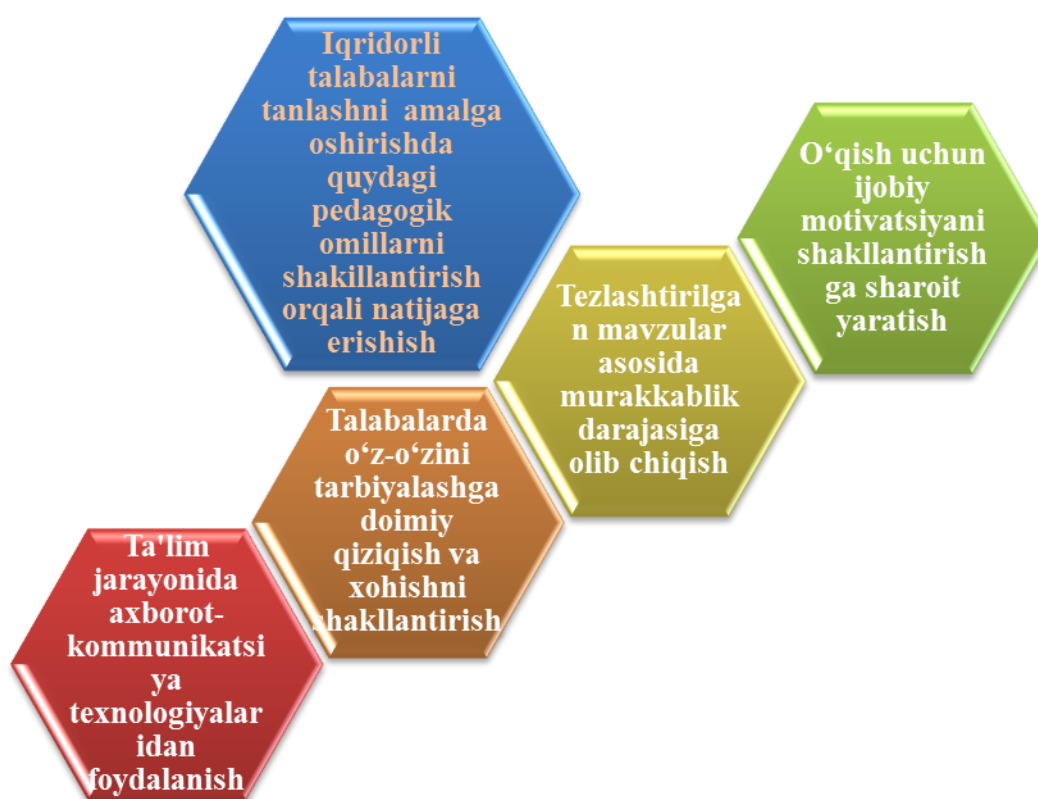 Iqridorli
talabalarni
tanlashni amalga
oshirishda
quydagi
pedagogik
omillarni
shakillantirish
orqali natijaga
erishish
O‘qish uchun
ijobiy
motivatsiyani
shakllantirish
ga sharoit
yaratish
Tezlashtirilga
n mavzular
asosida
murakkablik
darajasiga
olib chiqish
Talabalarda
o‘z-o‘zini
tarbiyalashga
doimiy
qiziqish va
xohishni
shakllantirish
Ta'lim
jarayonida
axborot-
kommunikatsi
ya
texnologiyalar
idan
foydalanish